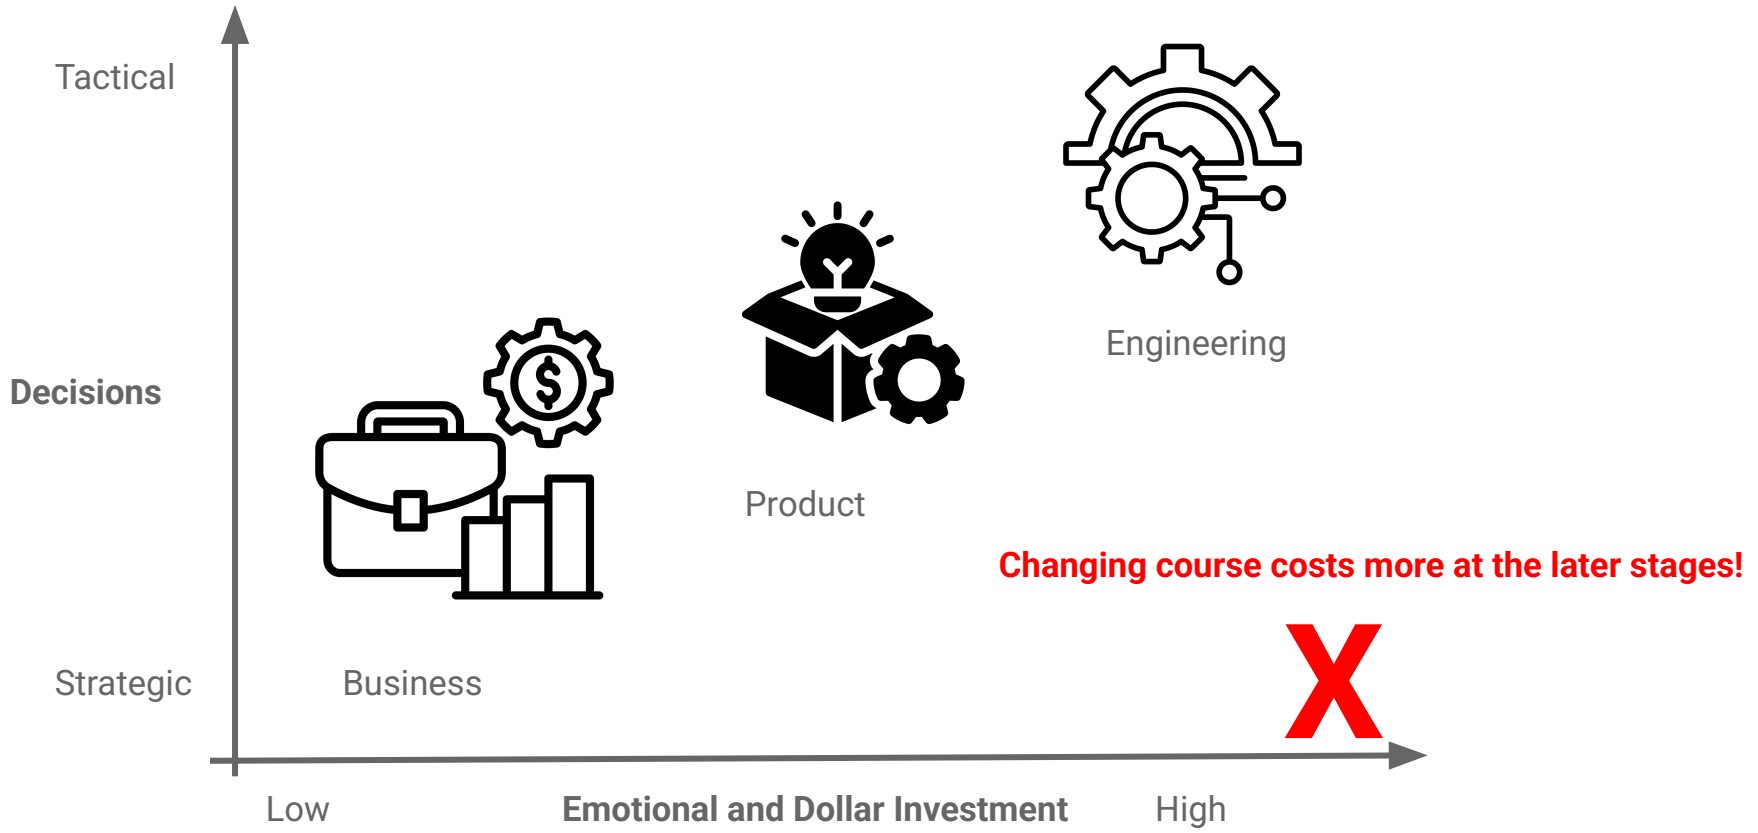 Tactical
Engineering
Decisions
$
Product
Changing course costs more at the later stages!
X
Strategic
Business
Low
Emotional and Dollar Investment
High